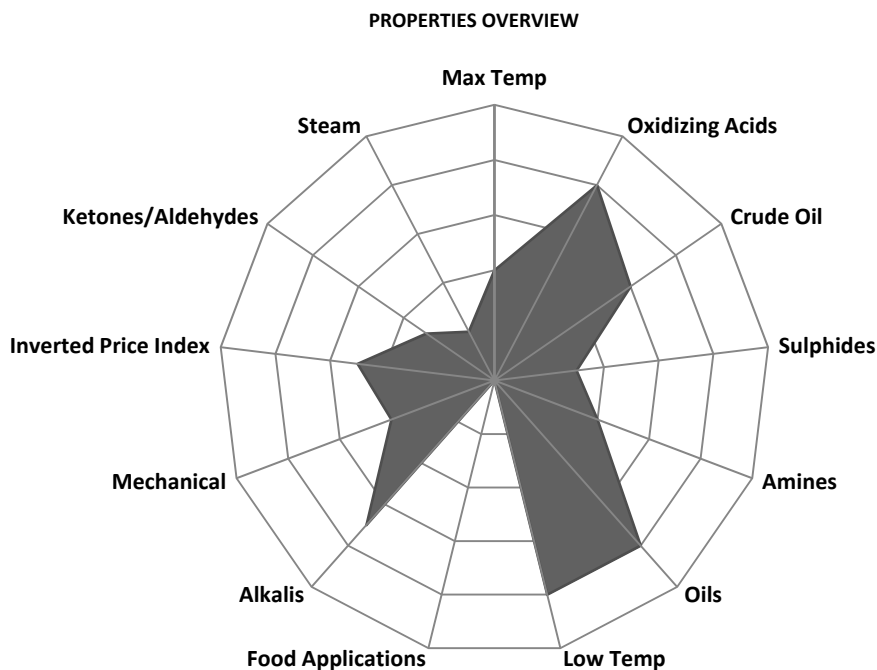 PROPERTIES OVERVIEW
Max Temp
Oxidizing Acids
Crude Oil
Sulphides
Amines
Oils
Low Temp
Food Applications
Alkalis
Mechanical
Inverted Price Index
Ketones/Aldehydes
Steam